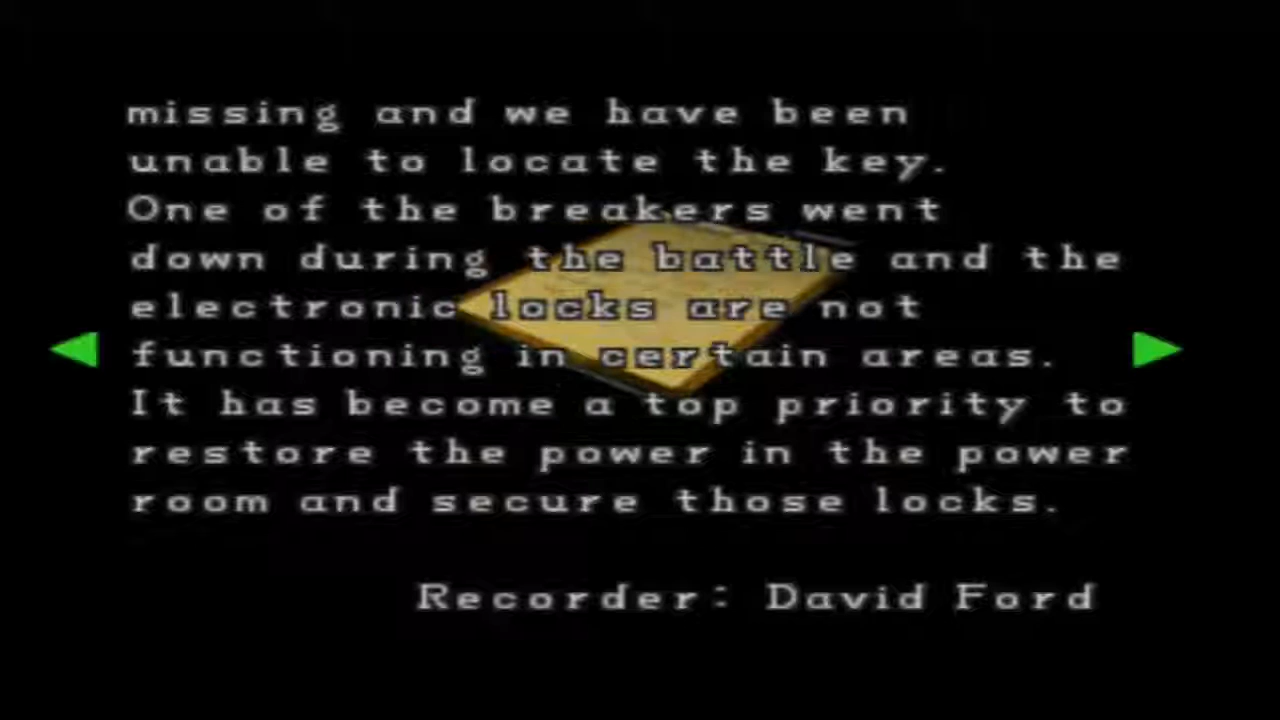 missing and we have been
unable to locate the key.
One of the breakers went
down during the battle and the
electronic locks are not
functioning in certain areas.
It has become a top priority to
restore the power in the power
room and secure those locks.
Recorder: David Ford